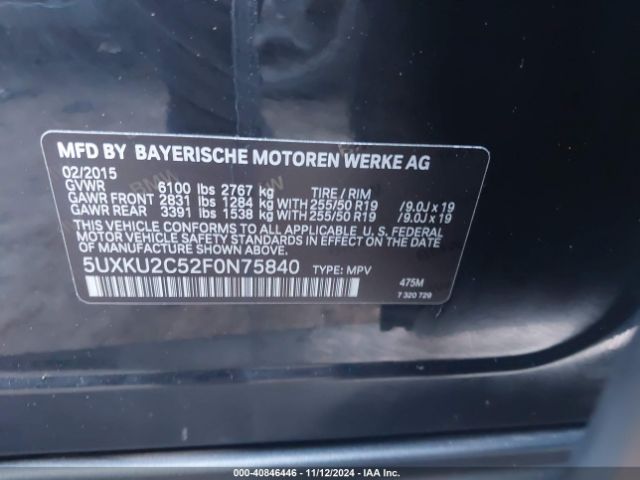 MFD BY BAYERISCHE MOTOREN WERKE AG
02/2015
GVWR 6100 lbs 2767 kg TIRE / RIM
GAWR FRONT 2831 lbs 1284 kg WITH 255/50 R19 /9.0J x 19
GAWR REAR 3391 lbs 1538 kg WITH 255/50 R19 /9.0J x 19
THIS VEHICLE CONFORMS TO ALL APPLICABLE U. S. FEDERAL
MOTOR VEHICLE SAFETY STANDARDS IN EFFECT ON THE
DATE OF MANUFACTURE SHOWN ABOVE.
5UXKU2C52F0N75840 TYPE: MPV
475M
7 320 729
000-40846446 - 11/12/2024 - IAA Inc.